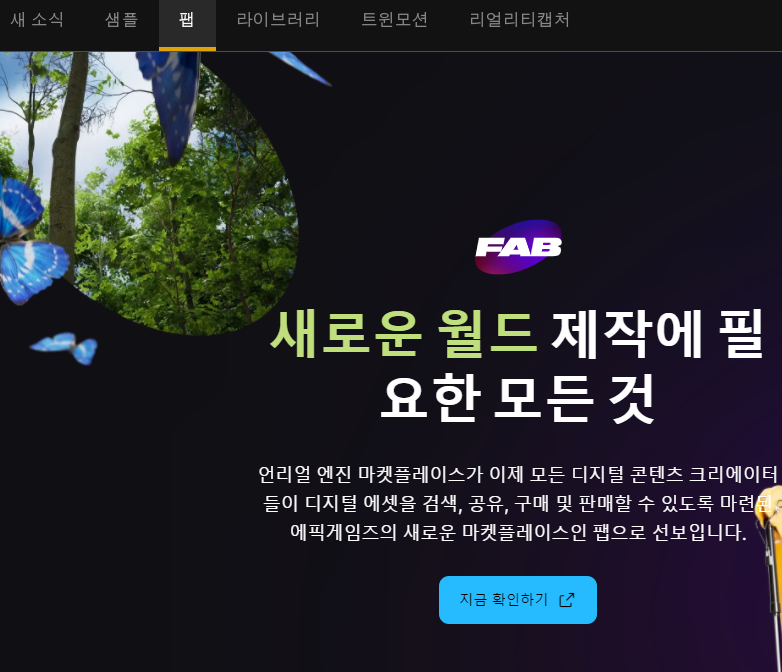 새 소식 샘플 팹 라이브러리 트윈모션 리얼리티캡처
FAB
새로운 월드 제작에 필
요한 모든 것
언리얼 엔진 마켓플레이스가 이제 모든 디지털 콘텐츠 크리에이터
들이 디지털 에셋을 검색, 공유, 구매 및 판매할 수 있도록 마련된
에픽게임즈의 새로운 마켓플레이스인 팹으로 선보입니다.
지금 확인하기